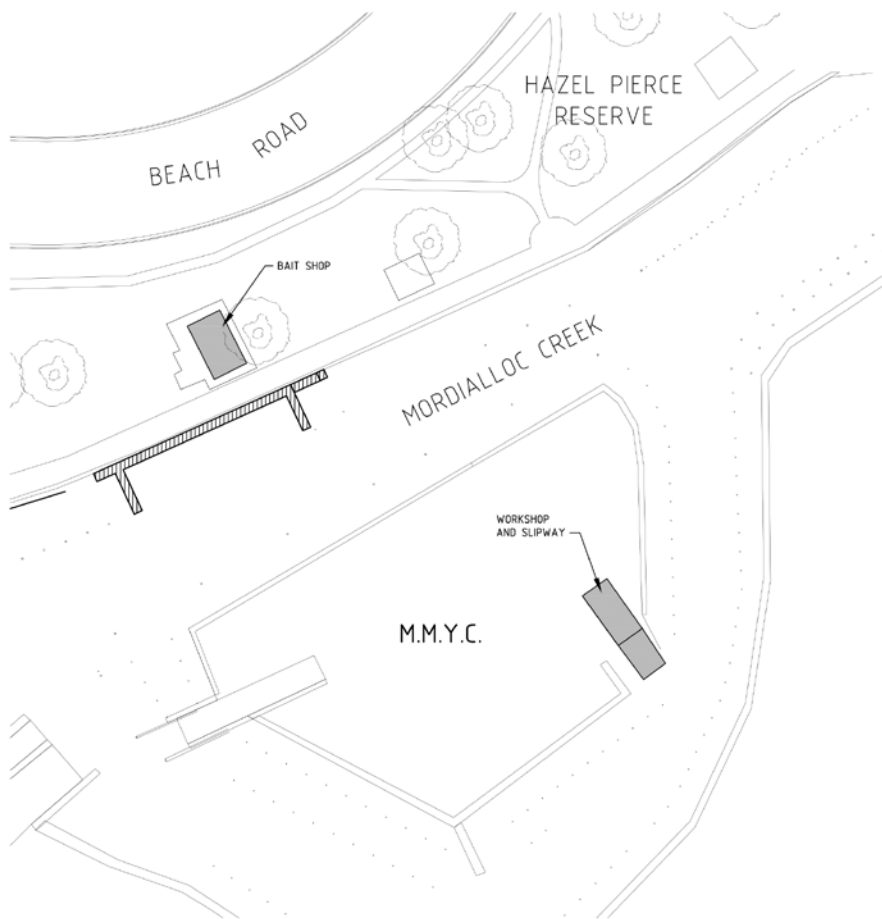 HAZEL PIERCE
RESERVE
BEACH ROAD
BAIT SHOP
MORDIALLOC CREEK
WORKSHOP
AND SLIPWAY
M.M.Y.C.